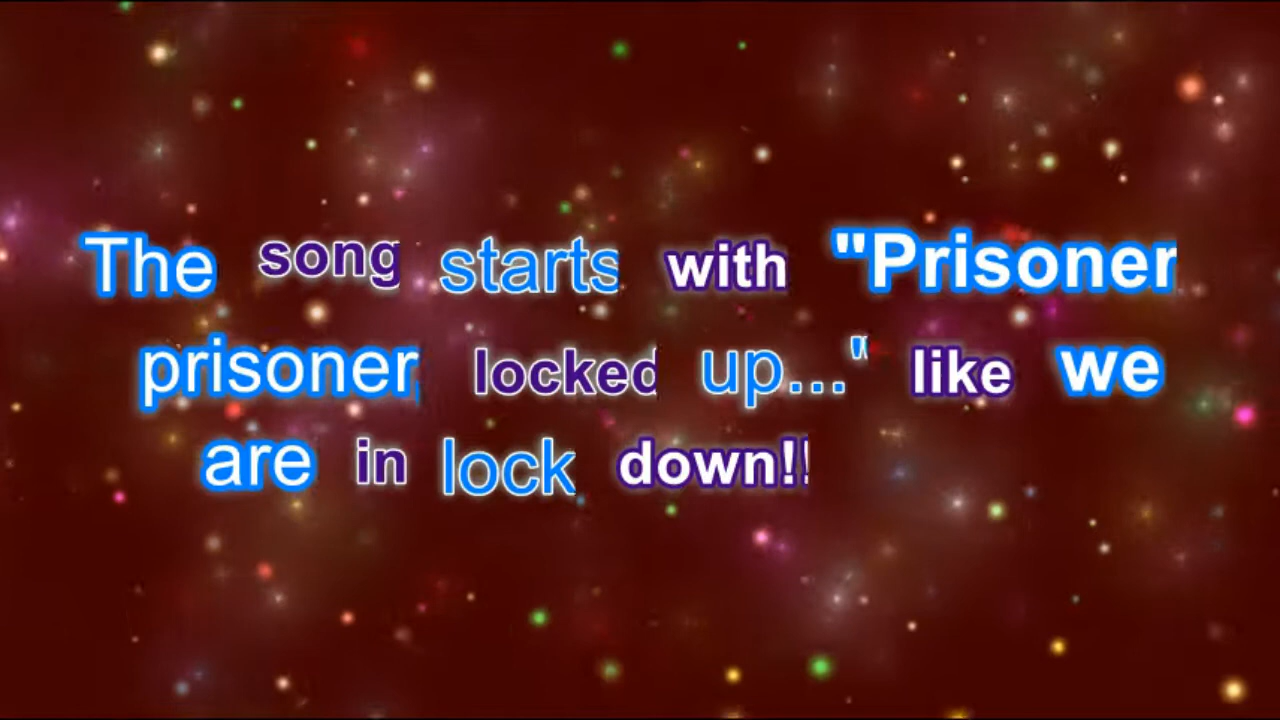 The song starts with "Prisoner
prisoner, locked up..." like we
are in lock down!!